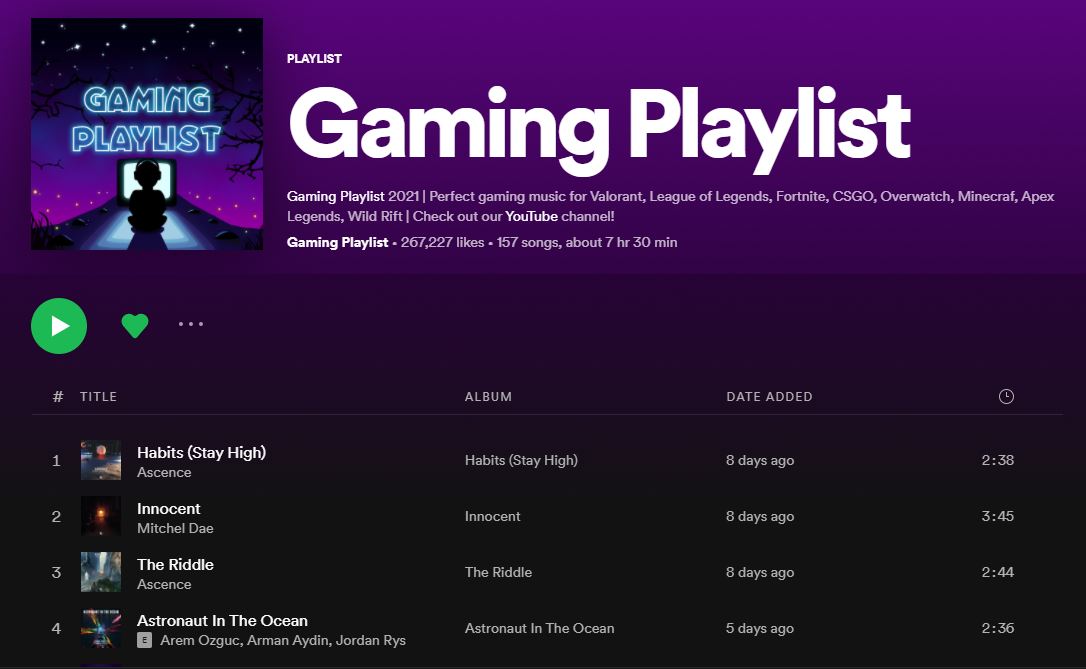 GAMING
PLAYLIST
PLAYLIST
Gaming Playlist
Gaming Playlist 2021 | Perfect gaming music for Valorant, League of Legends, Fortnite, CSGO, Overwatch, Minecraf, Apex
Legends, Wild Rift | Check out our YouTube channel!
Gaming Playlist • 267,227 likes • 157 songs, about 7 hr 30 min
# TITLE ALBUM DATE ADDED
1 Habits (Stay High) Habits (Stay High) 8 days ago 2:38
Ascence
2 Innocent Innocent 8 days ago 3:45
Mitchel Dae
3 The Riddle The Riddle 8 days ago 2:44
Ascence
4 Astronaut In The Ocean Astronaut In The Ocean 5 days ago 2:36
E Arem Ozguc, Arman Aydin, Jordan Rys